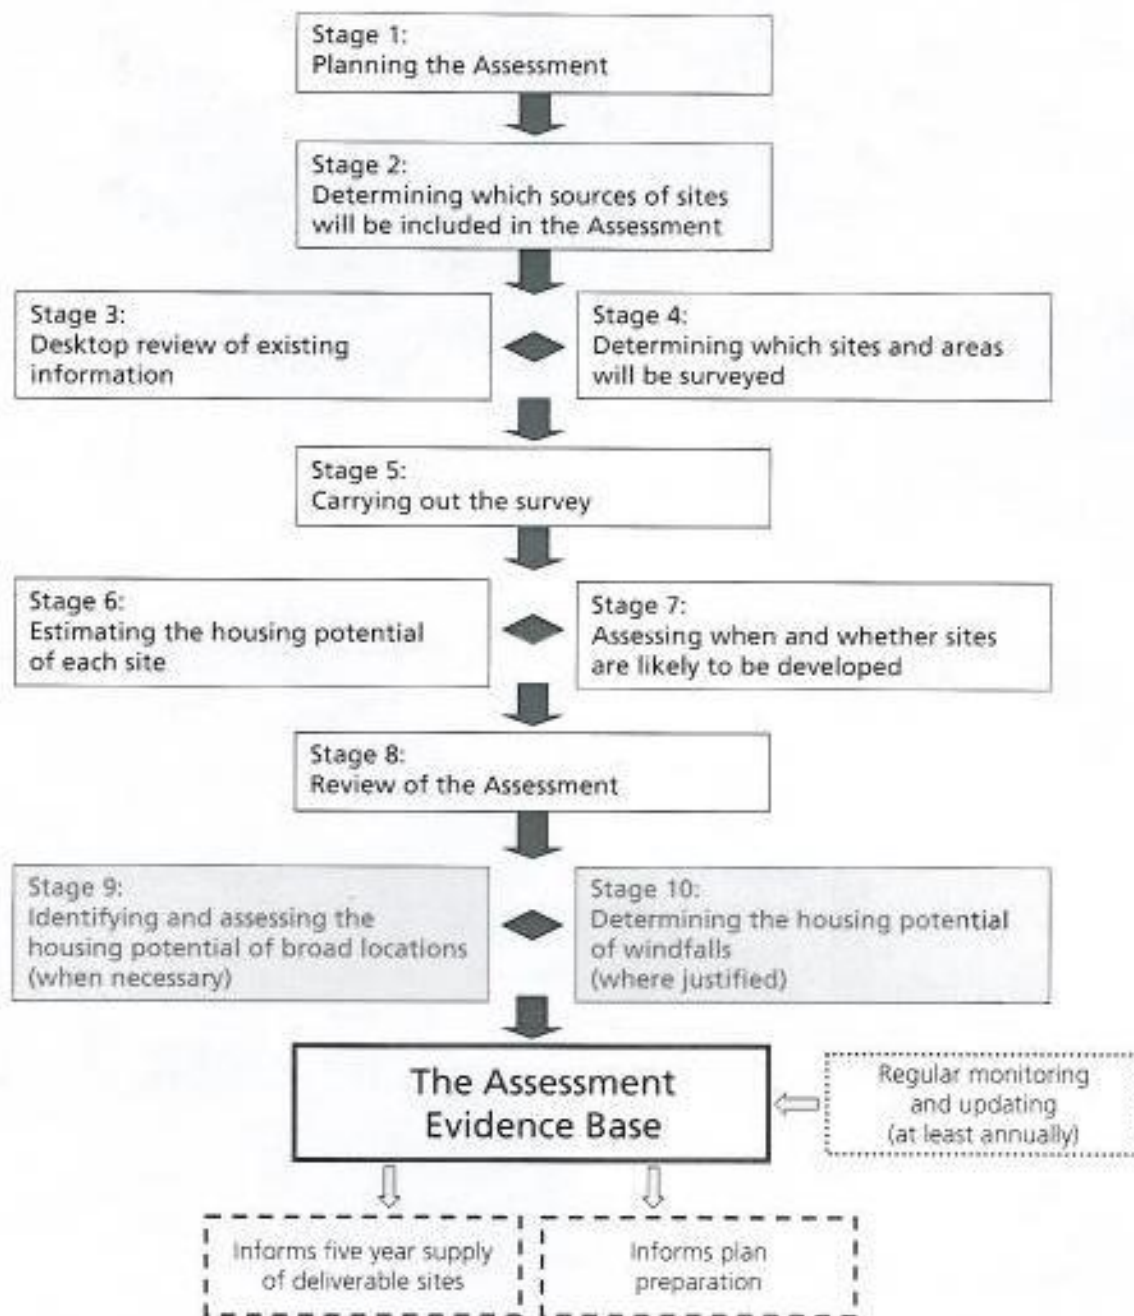 Stage 1:
Planning the Assessment
Stage 2:
Determining which sources of sites
will be included in the Assessment
Stage 3:
Desktop review of existing
information
Stage 4:
Determining which sites and areas
will be surveyed
Stage 5:
Carrying out the survey
Stage 6:
Estimating the housing potential
of each site
Stage 7:
Assessing when and whether sites
are likely to be developed
Stage 8:
Review of the Assessment
Stage 9:
Identifying and assessing the
housing potential of broad locations
(when necessary)
Stage 10:
Determining the housing potential
of windfalls
(where justified)
The Assessment
Evidence Base
Regular monitoring
and updating
(at least annually)
Informs five year supply
of deliverable sites
Informs plan
preparation